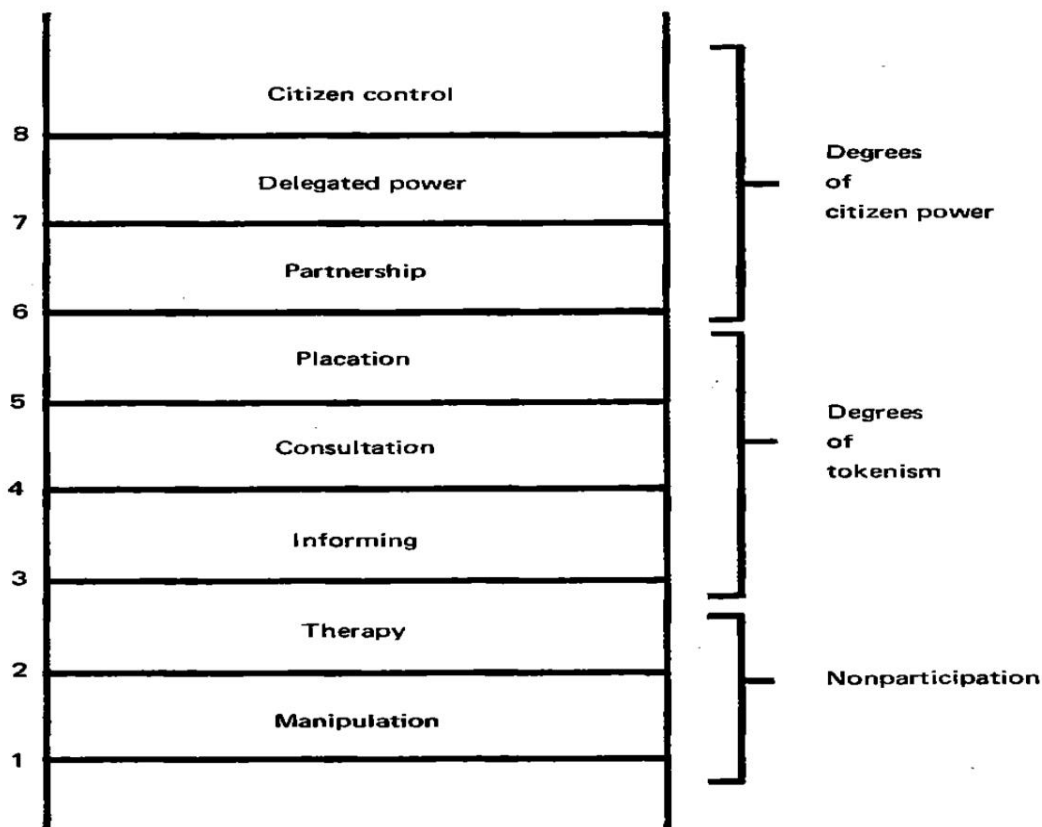 Citizen control
8
Delegated power
7
Partnership
6
Placation
5
Consultation
4
Informing
3
Therapy
2
Manipulation
1
Degrees
of
citizen power
Degrees
of
tokenism
Nonparticipation